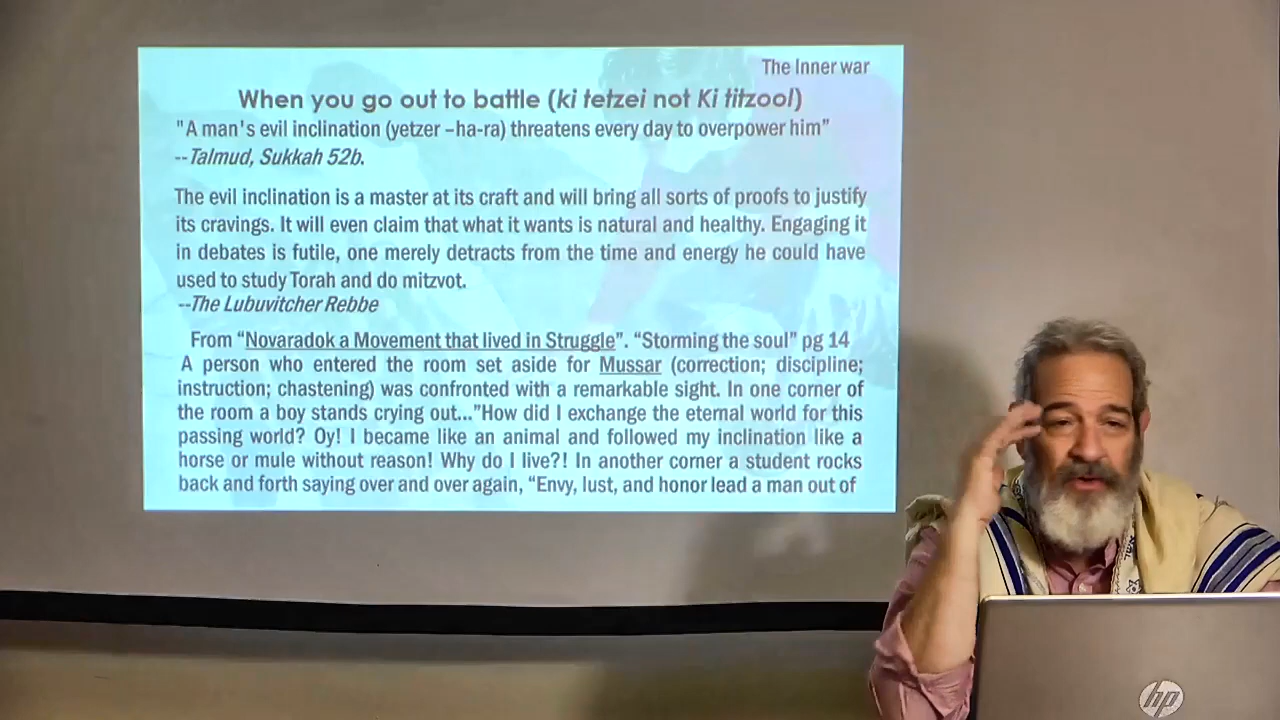 The Inner war
When you go out to battle (ki tetzei not Ki titzool)
"A man's evil inclination (yetzer –ha-ra) threatens every day to overpower him”
--Talmud, Sukkah 52b.
The evil inclination is a master at its craft and will bring all sorts of proofs to justify
its cravings. It will even claim that what it wants is natural and healthy. Engaging it
in debates is futile, one merely detracts from the time and energy he could have
used to study Torah and do mitzvot.
--The Lubuvitcher Rebbe
From “Novaradok a Movement that lived in Struggle”. “Storming the soul” pg 14
A person who entered the room set aside for Mussar (correction; discipline;
instruction; chastening) was confronted with a remarkable sight. In one corner of
the room a boy stands crying out...”How did I exchange the eternal world for this
passing world? Oy! I became like an animal and followed my inclination like a
horse or mule without reason! Why do I live?! In another corner a student rocks
back and forth saying over and over again, “Envy, lust, and honor lead a man out of
hp